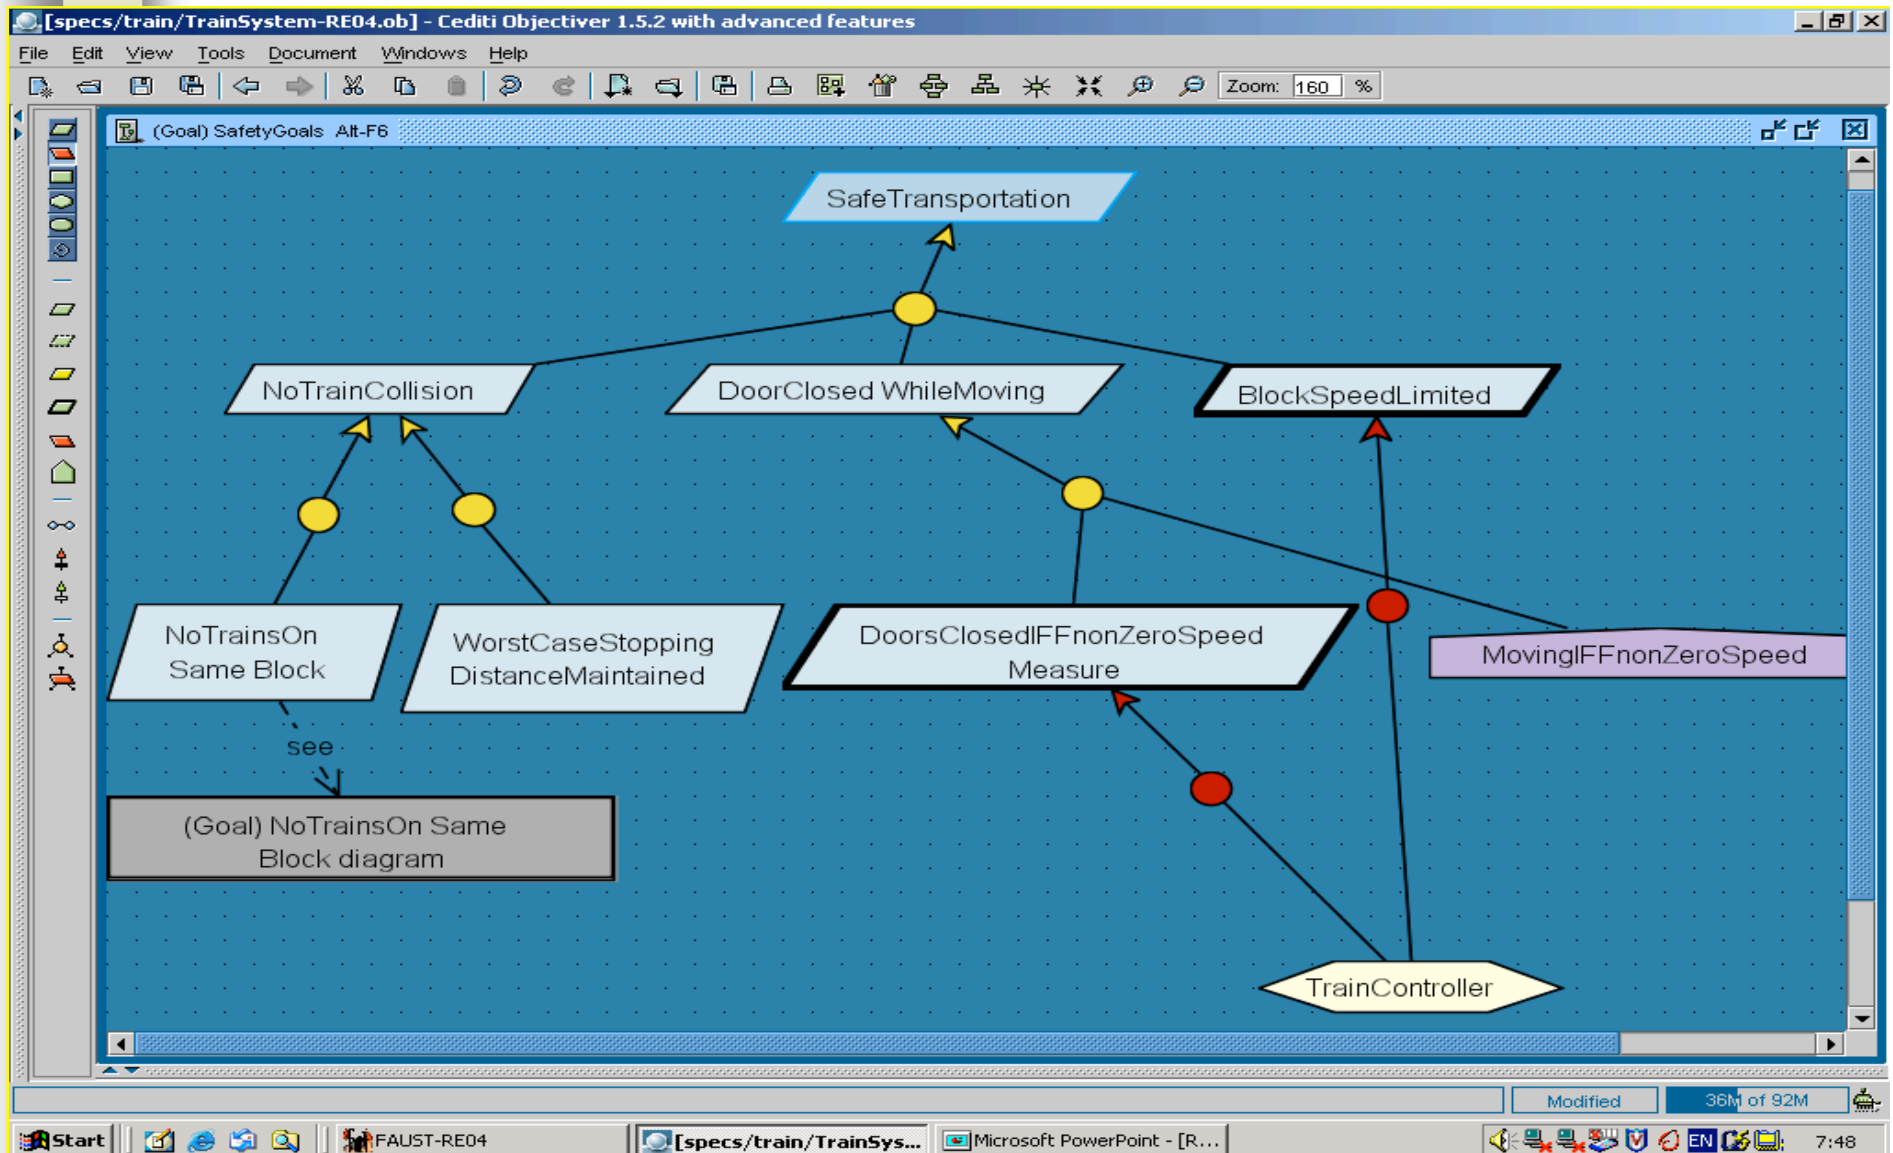 [specs/train/TrainSystem-RE04.ob] - Cediti Objectiver 1.5.2 with advanced features
File Edit View Tools Document Windows Help
Zoom: 160 %
(Goal) SafetyGoals Alt-F6
SafeTransportation
NoTrainCollision
DoorClosed WhileMoving
BlockSpeedLimited
NoTrainsOn
Same Block
WorstCaseStopping
DistanceMaintained
DoorsClosedIFFnonZeroSpeed
Measure
MovingIFFnonZeroSpeed
see
(Goal) NoTrainsOn Same
Block diagram
TrainController
Modified
36M of 92M
Start
FAUST-RE04
[specs/train/TrainSys...
Microsoft PowerPoint - [R...
EN
7:48